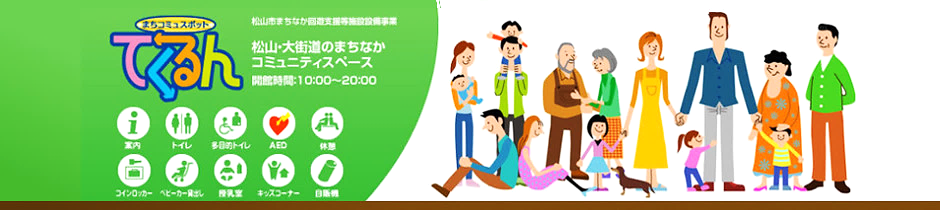 まちコミュスポット
てくるん
松山市まちなか回遊支援等施設設備事業
松山・大街道のまちなか
コミュニティスペース
開館時間:10:00〜20:00
案内
トイレ
多目的トイレ
AED
休憩
コインロッカー
ベビーカー貸出し
授乳室
キッズコーナー
自販機